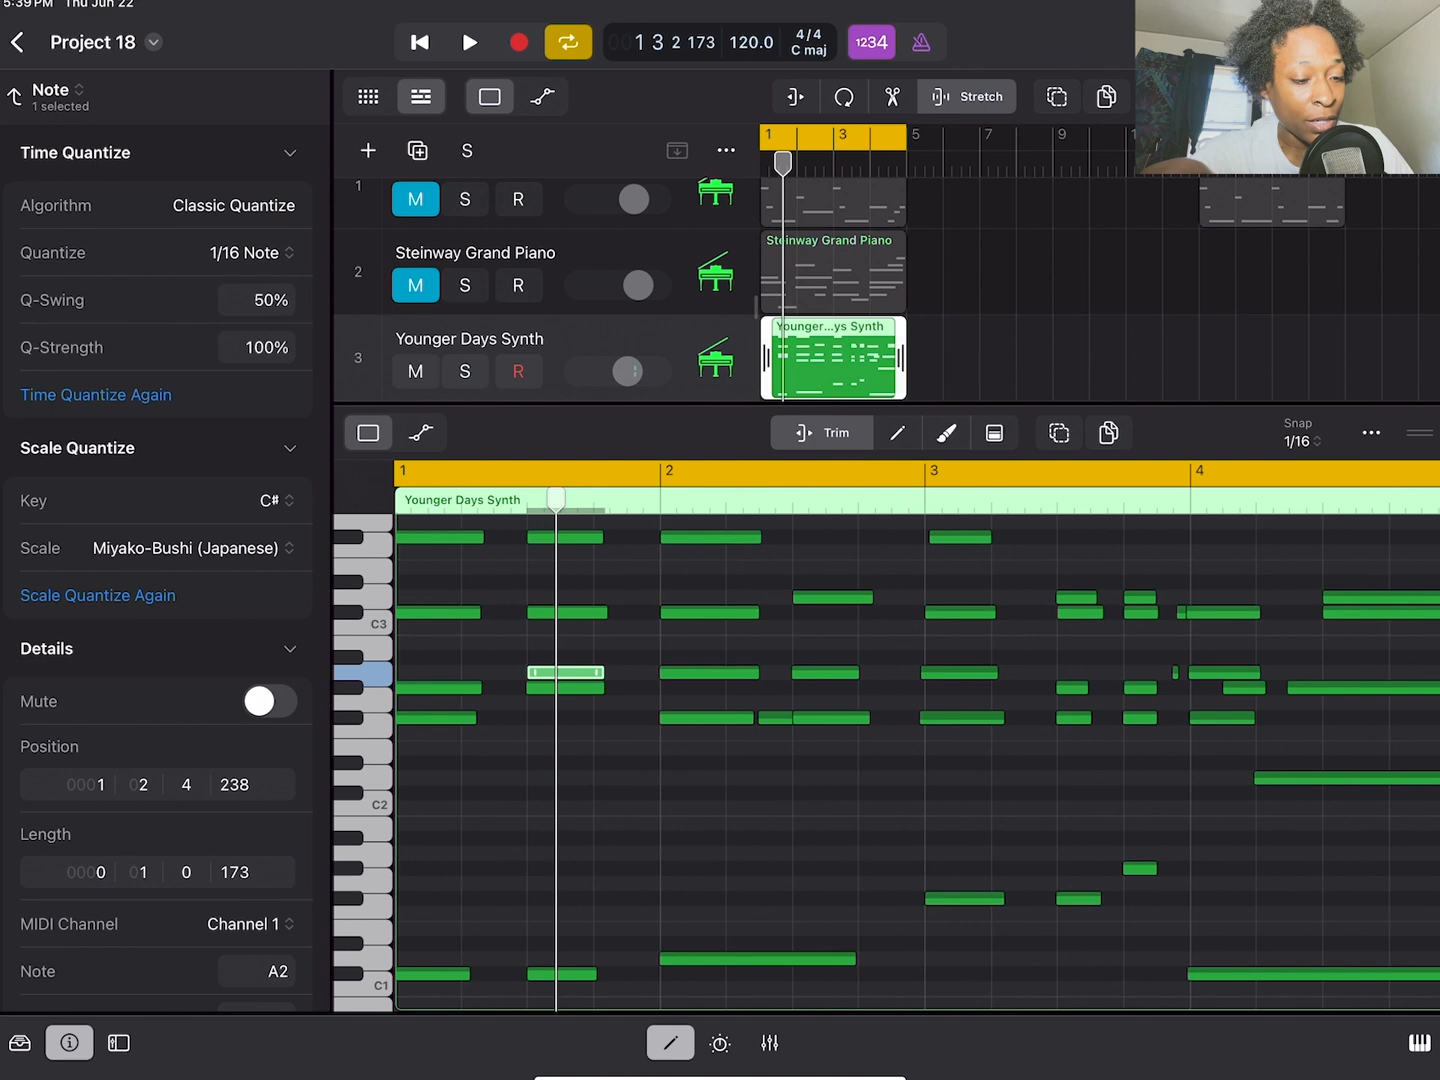 5:39 PM Thu Jun 22
Project 18
1 3 2 173
120.0
4/4
C maj
1234
Note
1 selected
Stretch
Time Quantize
Algorithm Classic Quantize
Quantize 1/16 Note
Q-Swing 50%
Q-Strength 100%
Time Quantize Again
Scale Quantize
Key C#
Scale Miyako-Bushi (Japanese)
Scale Quantize Again
Details
Mute
Position
0001 02 4 238
Length
0000 01 0 173
MIDI Channel Channel 1
Note A2
S
1 3 5 7 9
1
M S R
2
Steinway Grand Piano
M S R
Steinway Grand Piano
3
Younger Days Synth
M S R
Younger...ys Synth
Trim
Snap
1/16
1 2 3 4
Younger Days Synth
C3
C2
C1